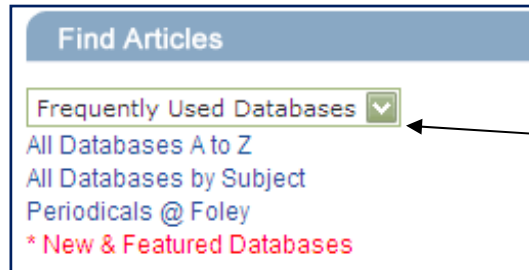 Find Articles
Frequently Used Databases
All Databases A to Z
All Databases by Subject
Periodicals @ Foley
* New & Featured Databases